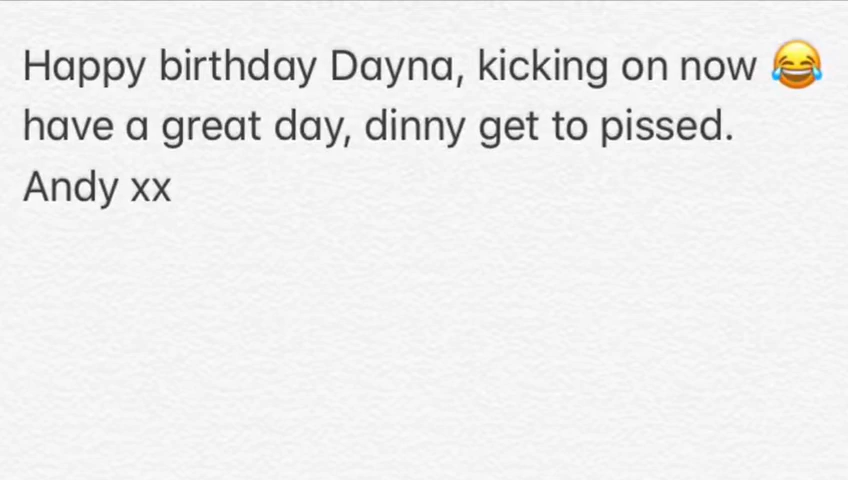 Happy birthday Dayna, kicking on now 😂
have a great day, dinny get to pissed.
Andy xx